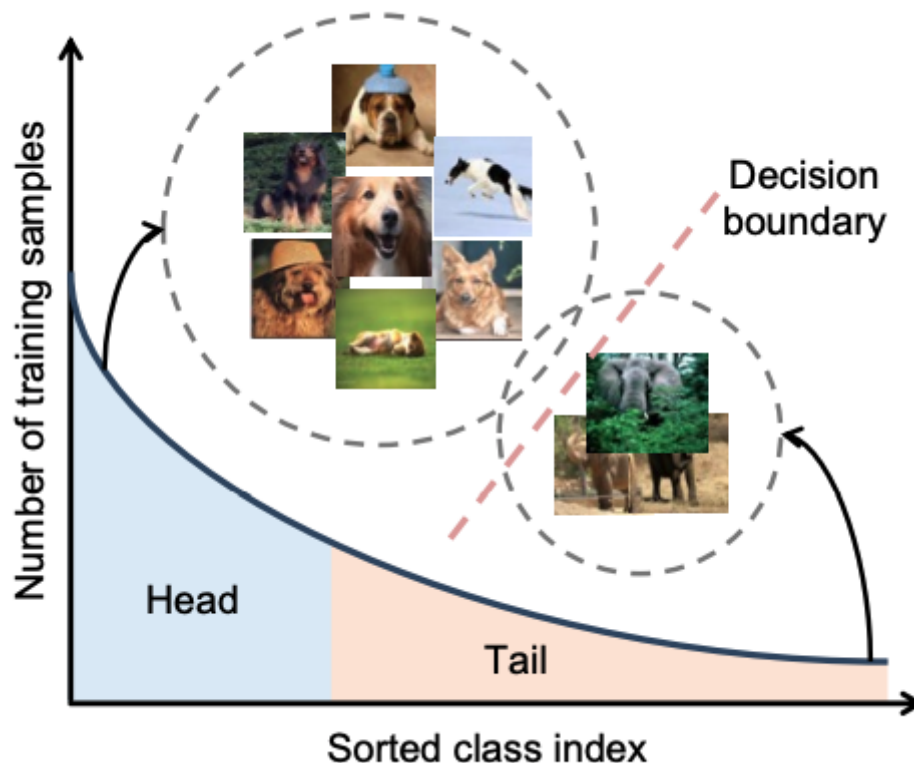 Number of training samples
Decision
boundary
Head
Tail
Sorted class index